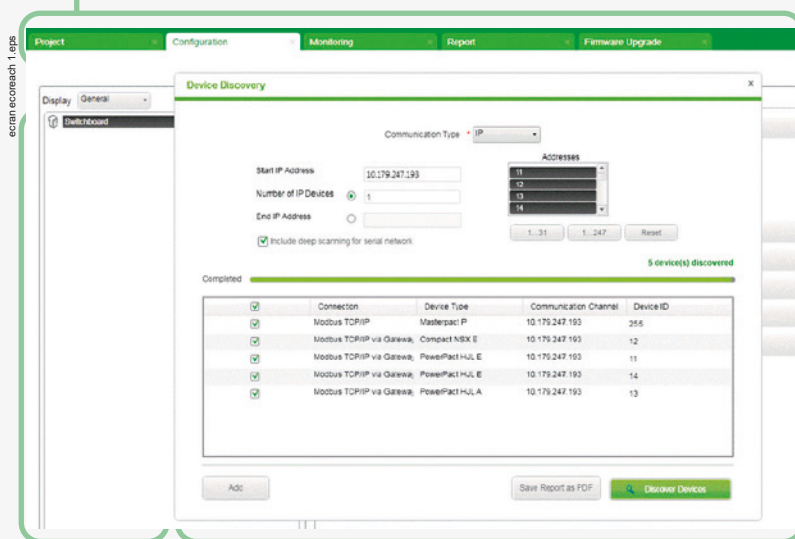 ecran ecoreach 1.eps
Project Configuration Monitoring Report Firmware Upgrade
Device Discovery x
Display General
Switchboard
Communication Type * IP
Addresses
Start IP Address 10.179.247.193
11
12
13
14
Number of IP Devices 1
End IP Address
1...31 1...247 Reset
Include deep scanning for serial network
5 device(s) discovered
Completed
Connection Device Type Communication Channel Device ID
Modbus TCP/IP Masterpact P 10.179.247.193 255
Modbus TCP/IP via Gateway Compact NSX E 10.179.247.193 12
Modbus TCP/IP via Gateway PowerPact HJL E 10.179.247.193 11
Modbus TCP/IP via Gateway PowerPact HJL E 10.179.247.193 14
Modbus TCP/IP via Gateway PowerPact HJL A 10.179.247.193 13
Add Save Report as PDF Discover Devices